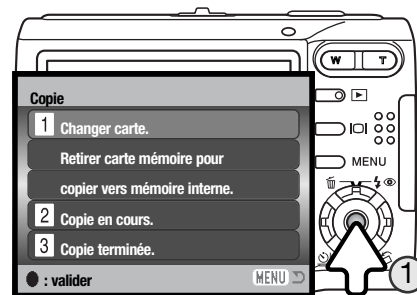 W T
Copie
1 Changer carte.
Retirer carte mémoire pour
copier vers mémoire interne.
MENU
2 Copie en cours.
3 Copie terminée.
: valider
MENU
1